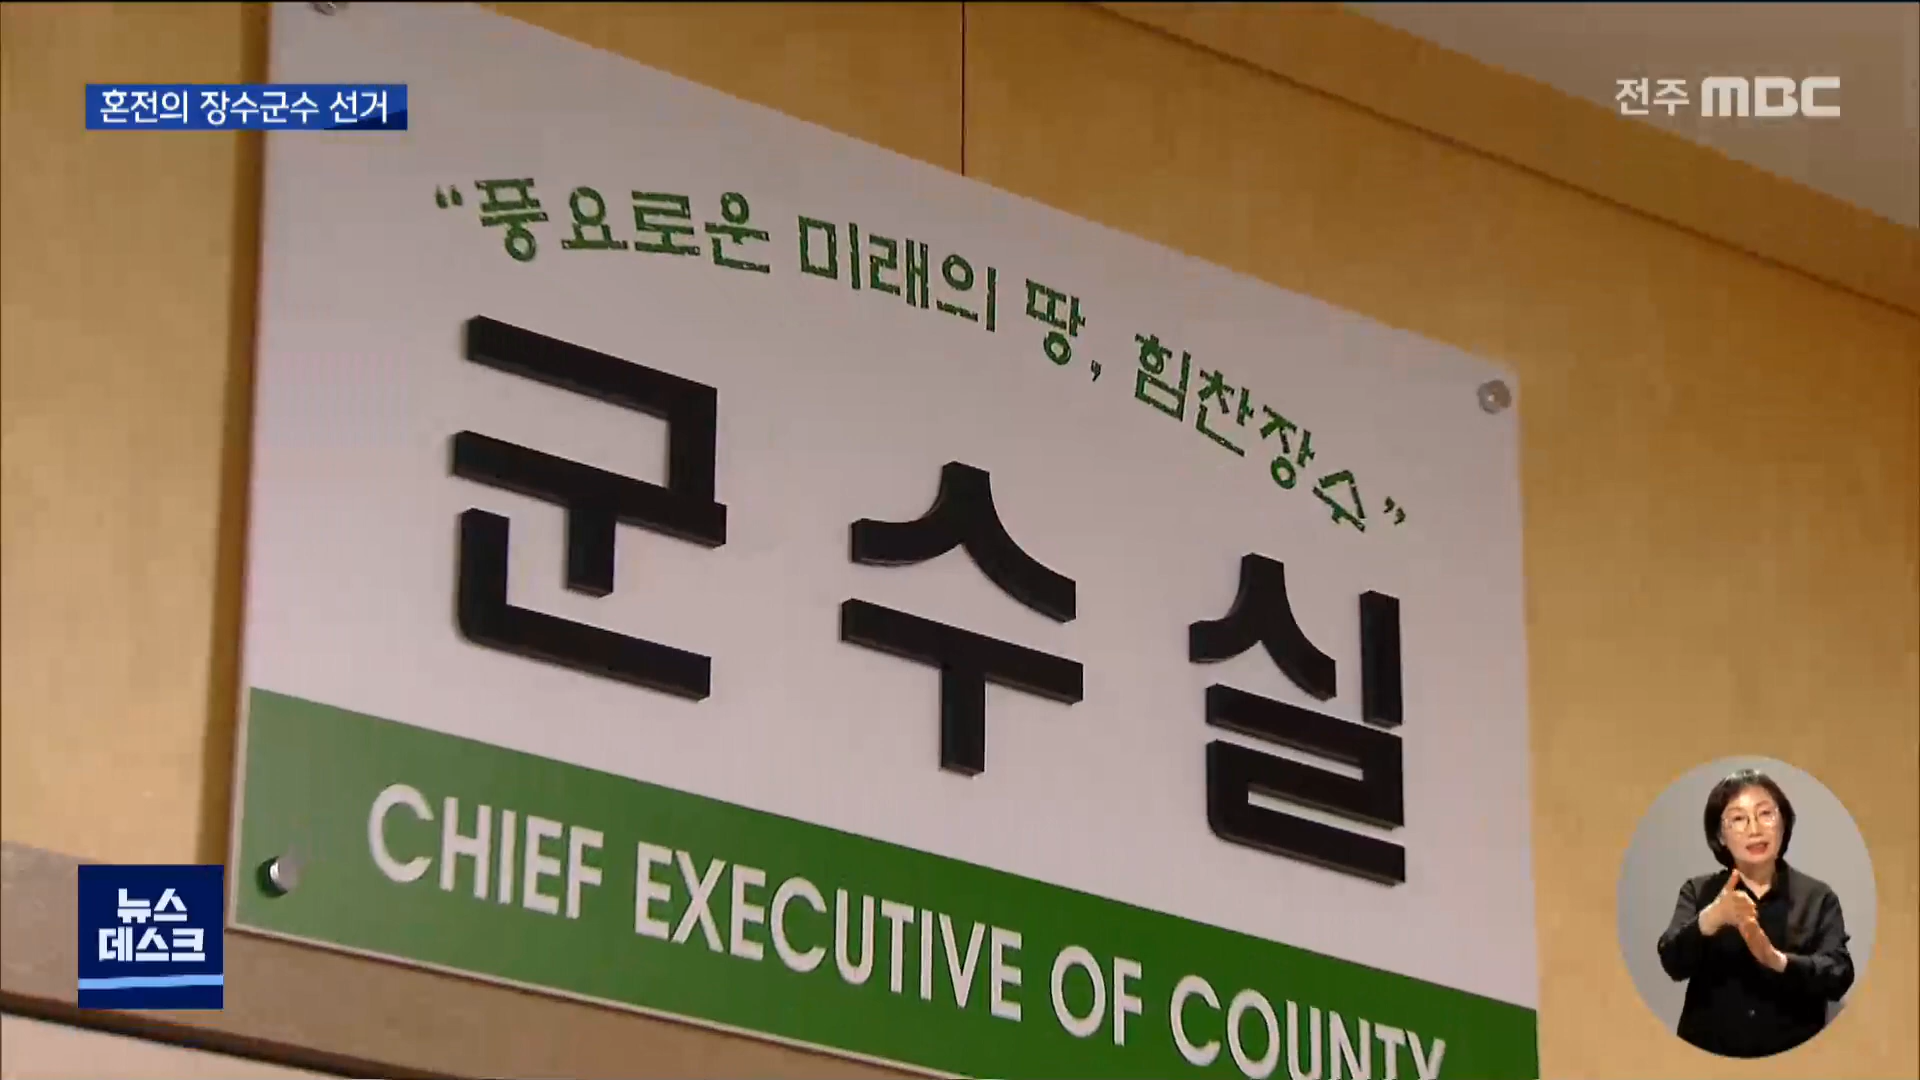 혼전의 장수군수 선거
전주 MBC
“풍요로운 미래의 땅, 힘찬장수”
군수실
CHIEF EXECUTIVE OF COUNTY
뉴스
데스크